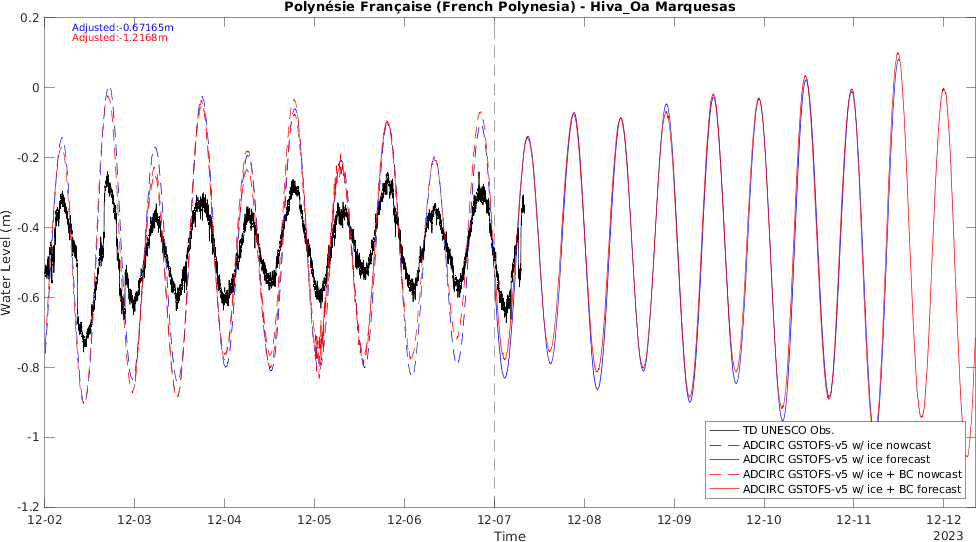 Polynésie Française (French Polynesia) - Hiva_Oa Marquesas
0.2
Adjusted:-0.67165m
Adjusted:-1.2168m
0
-0.2
-0.4
-0.6
-0.8
-1
-1.2
Water Level (m)
TD UNESCO Obs.
ADCIRC GSTOFS-v5 w/ ice nowcast
ADCIRC GSTOFS-v5 w/ ice forecast
ADCIRC GSTOFS-v5 w/ ice + BC nowcast
ADCIRC GSTOFS-v5 w/ ice + BC forecast
12-02 12-03 12-04 12-05 12-06 12-07 12-08 12-09 12-10 12-11 12-12
Time 2023